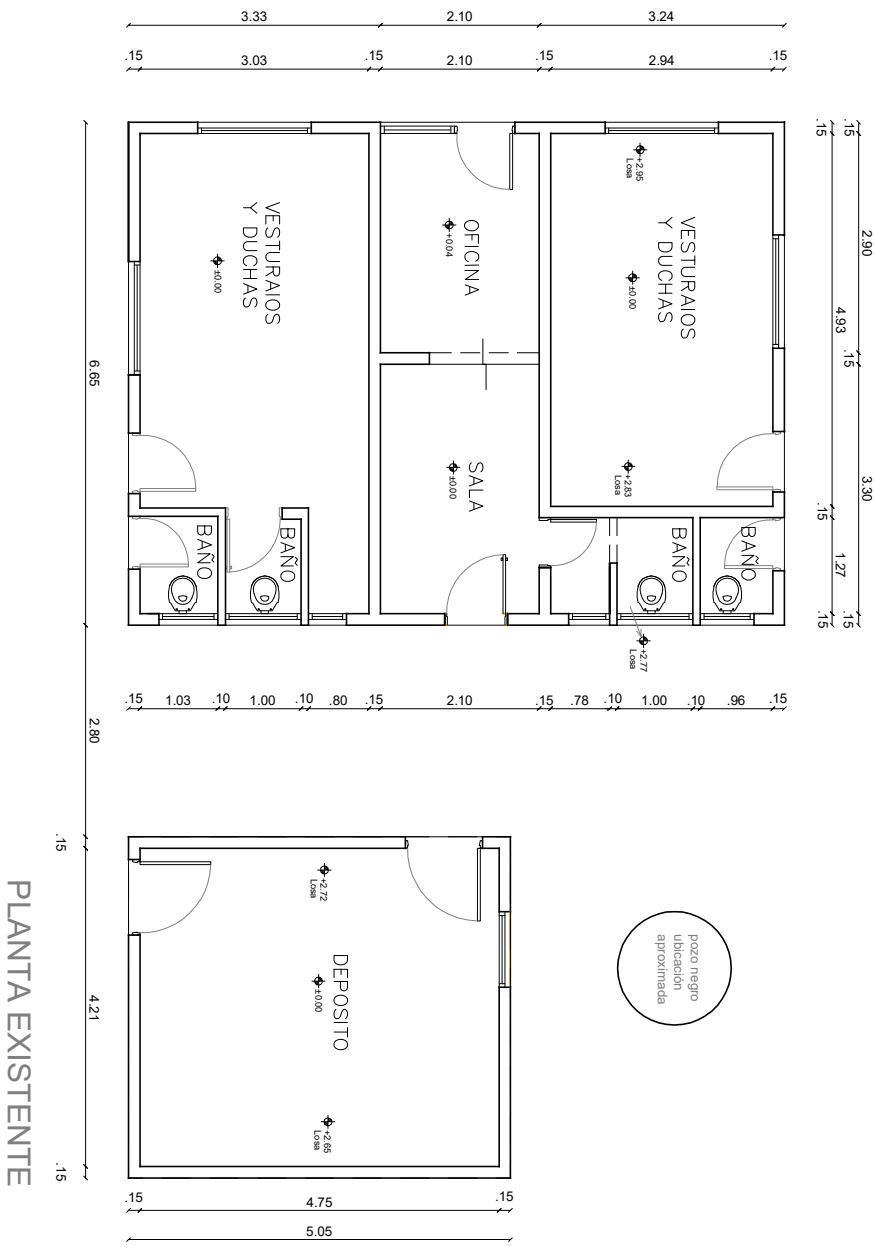 3.33
2.10
3.24
.15
3.03
.15
2.10
.15
2.94
.15
.15
2.90
.15
3.30
1.27
.15
.15
4.93
.15
.15
6.65
2.80
.15
4.21
.15
VESTURAIOS
Y DUCHAS
±0.00
OFICINA
+0.04
VESTURAIOS
Y DUCHAS
±0.00
+2.95
Losa
+2.83
Losa
SALA
±0.00
BAÑO
BAÑO
BAÑO
BAÑO
+2.77
Losa
.15
1.03
.10
1.00
.10
.80
.15
2.10
.15
.78
.10
1.00
.10
.96
.15
+2.72
Losa
DEPOSITO
±0.00
+2.65
Losa
pozo negro
ubicación
aproximada
.15
4.75
.15
5.05
PLANTA EXISTENTE